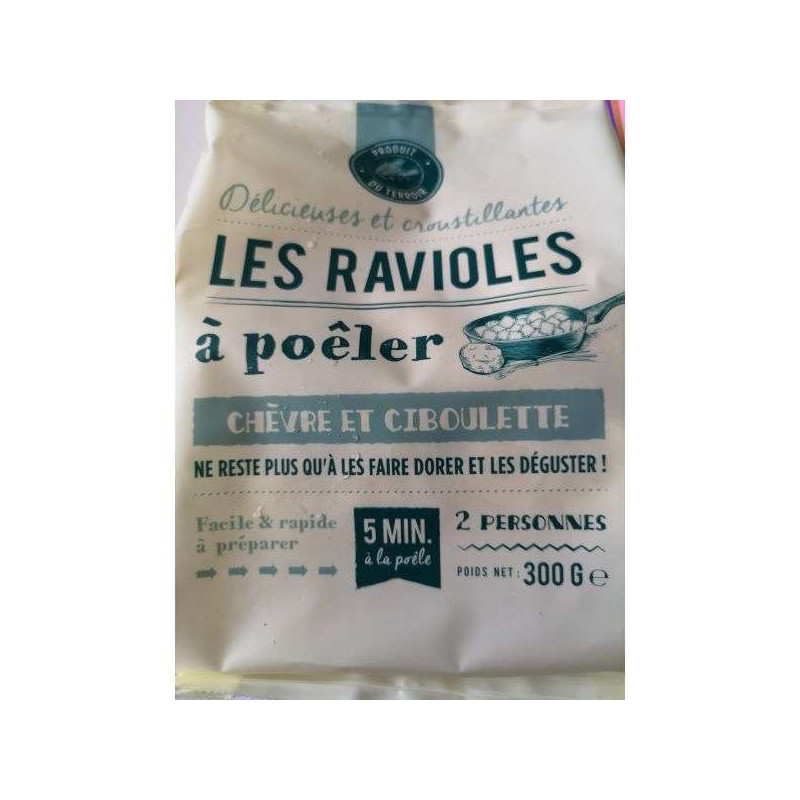 PRODUIT
DU TERROIR
Délicieuses et croustillantes
LES RAVIOLES
à poêler
CHÈVRE ET CIBOULETTE
NE RESTE PLUS QU'À LES FAIRE DORER ET LES DÉGUSTER !
Facile & rapide
à préparer
5 MIN.
à la poêle
2 PERSONNES
POIDS NET : 300 G e